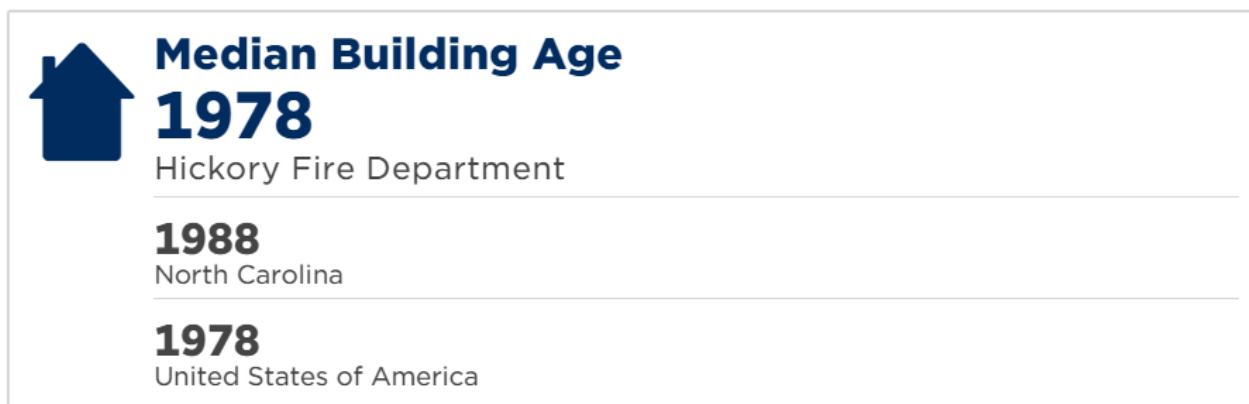 Median Building Age
1978
Hickory Fire Department
1988
North Carolina
1978
United States of America